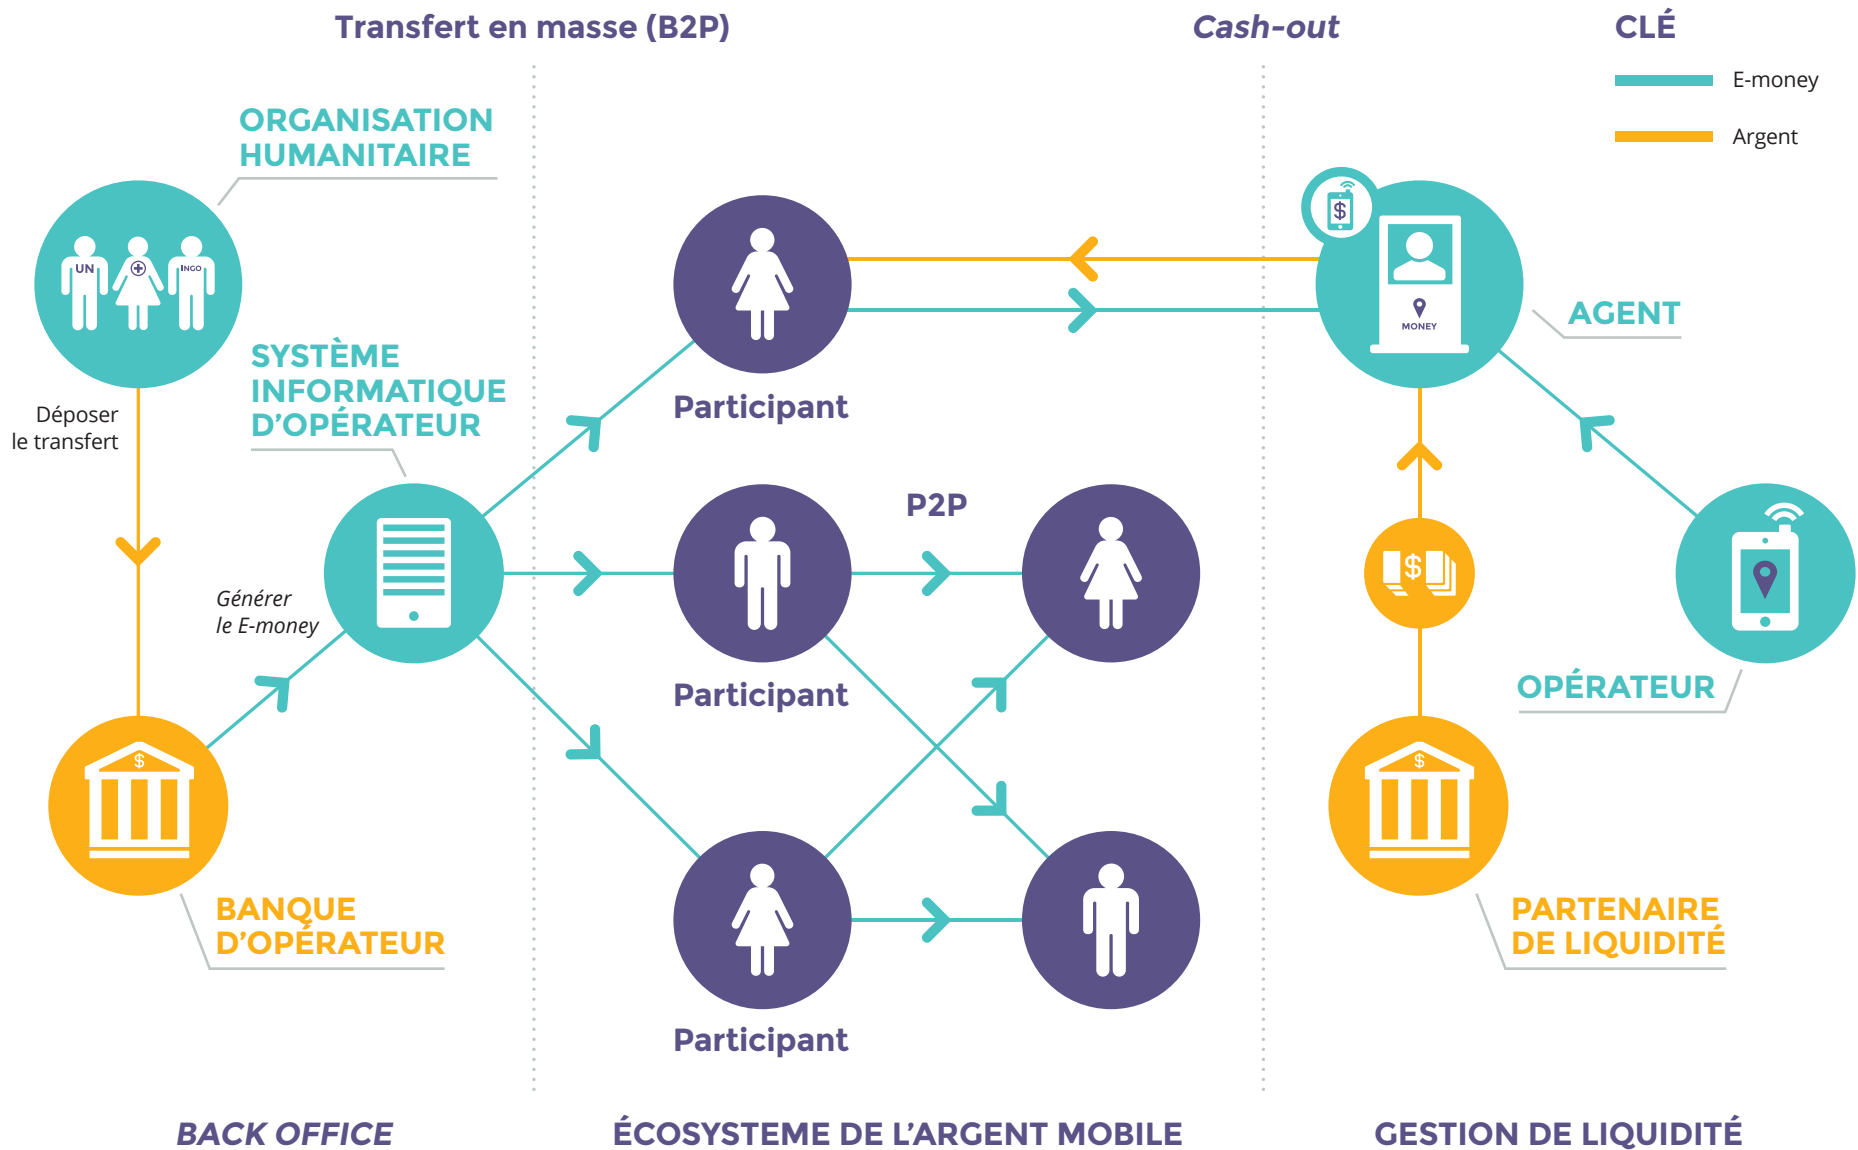 Transfert en masse (B2P)
Cash-out
CLÉ
E-money
Argent
ORGANISATION
HUMANITAIRE
UN
INGO
$
MONEY
AGENT
SYSTÈME
INFORMATIQUE
D’OPÉRATEUR
Déposer
le transfert
Participant
P2P
$
Générer
le E-money
Participant
OPÉRATEUR
$
$
BANQUE
D’OPÉRATEUR
PARTENAIRE
DE LIQUIDITÉ
Participant
BACK OFFICE
ÉCOSYSTEME DE L’ARGENT MOBILE
GESTION DE LIQUIDITÉ